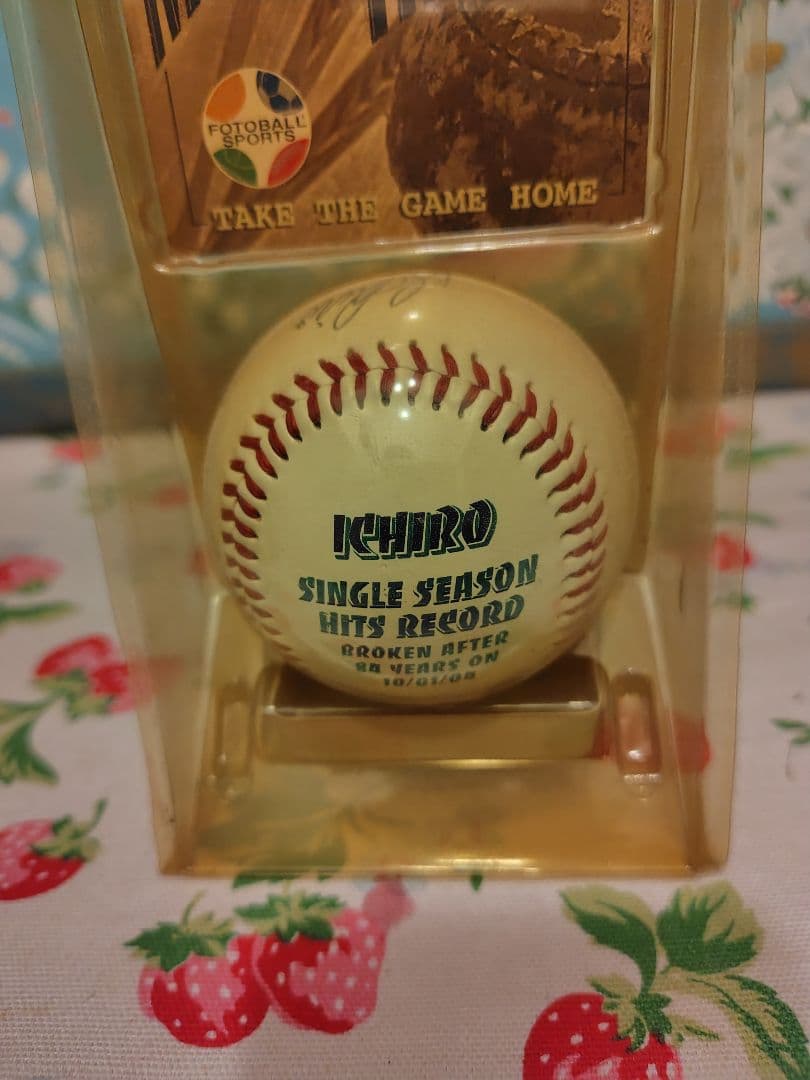 FOTOBALL
SPORTS
TAKE THE GAME HOME
ICHIRO
SINGLE SEASON
HITS RECORD
BROKEN AFTER
84 YEARS ON
10/01/04